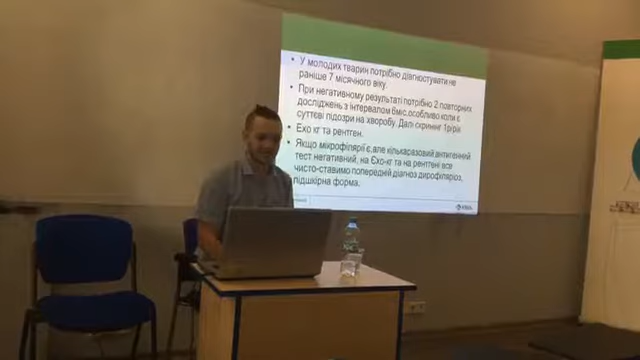 • У молодих тварин потрібно діагностувати не
раніше 7 місячного віку.
• При негативному результаті потрібно 2 повторних
досліджень з інтервалом 6міс,особливо коли є
суттєві підозри на хворобу. Далі скринінг 1р/рік
• Ехо кг та рентген.
• Якщо мікрофілярії є,але кількаразовий антигенний
тест негативний, на Єхо-кг та на рентгені все
чисто-ставимо попередній діагноз дирофіляріоз,
підшкірна форма.